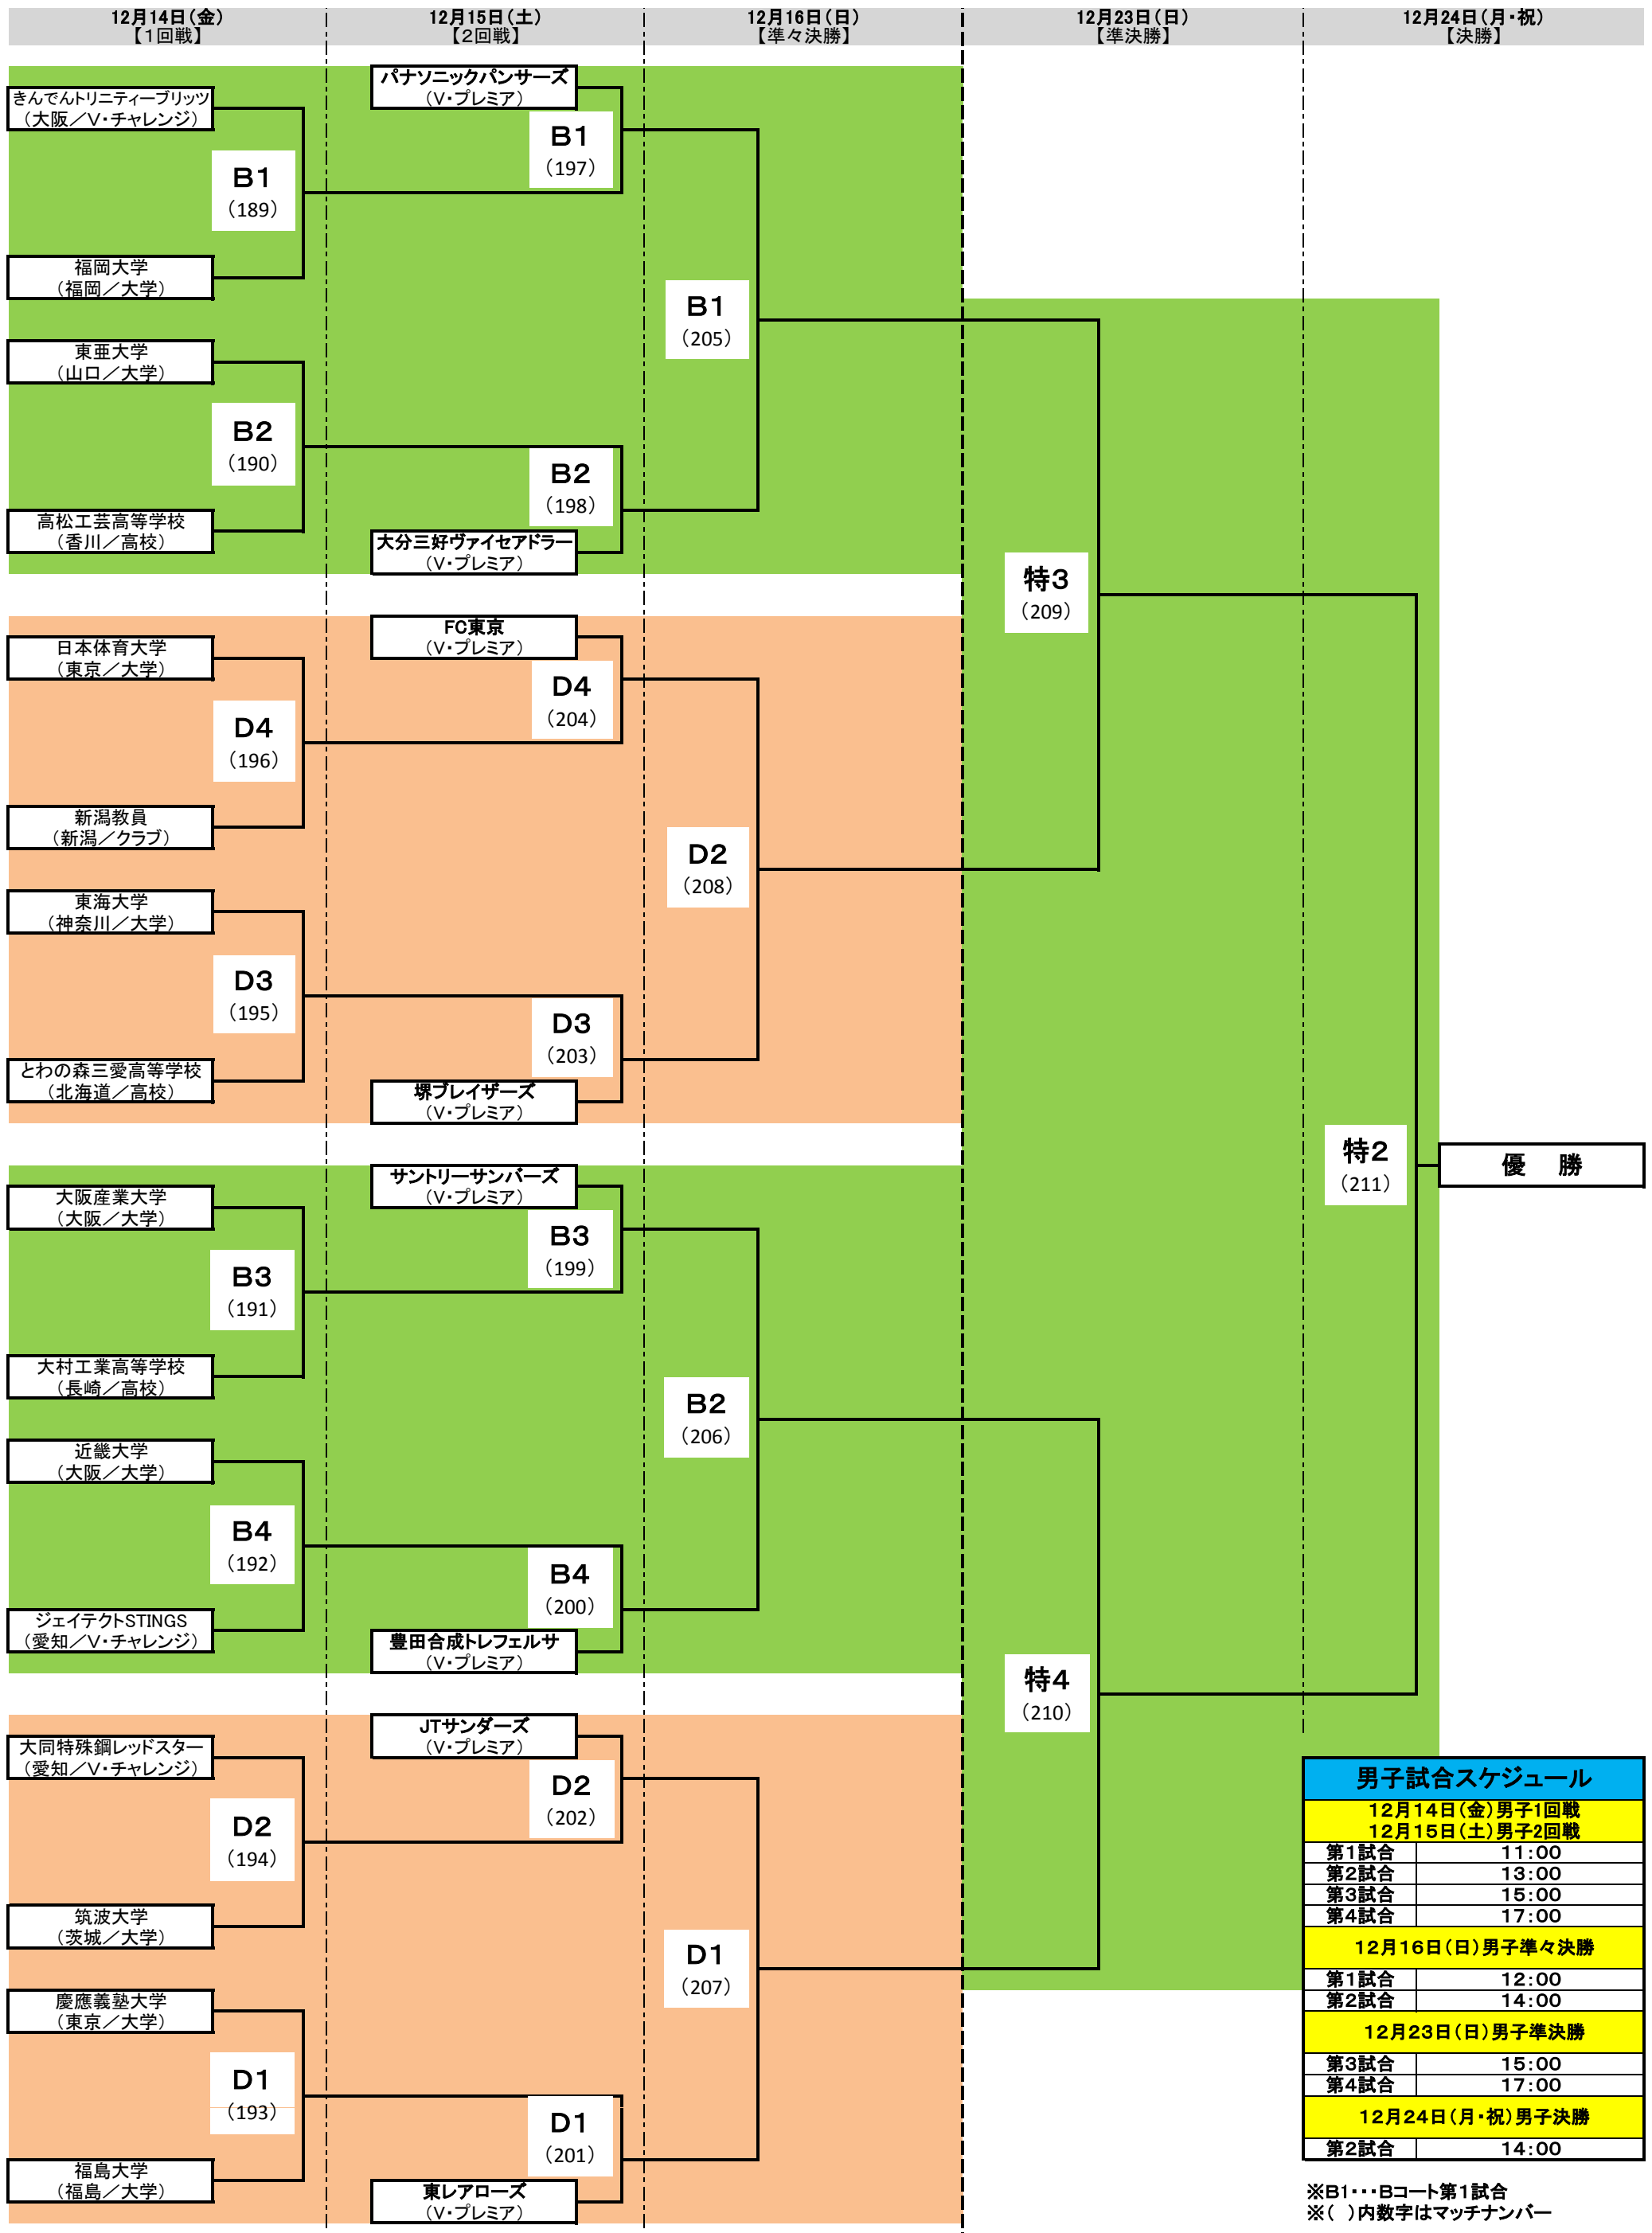 12月14日（金）
【１回戦】
12月15日（土）
【２回戦】
12月16日（日）
【準々決勝】
12月23日（日）
【準決勝】
12月24日（月・祝）
【決勝】
きんでんトリニティーブリッツ
（大阪／V・チャレンジ）
パナソニックパンサーズ
（V・プレミア）
B1
（197）
B1
（189）
福岡大学
（福岡／大学）
B1
（205）
東亜大学
（山口／大学）
B2
（190）
B2
（198）
高松工芸高等学校
（香川／高校）
大分三好ヴァイセアドラー
（V・プレミア）
特3
（209）
日本体育大学
（東京／大学）
FC東京
（V・プレミア）
D4
（204）
D4
（196）
新潟教員
（新潟／クラブ）
D2
（208）
東海大学
（神奈川／大学）
D3
（195）
D3
（203）
とわの森三愛高等学校
（北海道／高校）
堺ブレイザーズ
（V・プレミア）
特2
（211）
優　勝
大阪産業大学
（大阪／大学）
サントリーサンバーズ
（V・プレミア）
B3
（199）
B3
（191）
大村工業高等学校
（長崎／高校）
B2
（206）
近畿大学
（大阪／大学）
B4
（192）
B4
（200）
ジェイテクトSTINGS
（愛知／V・チャレンジ）
豊田合成トレフェルサ
（V・プレミア）
特4
（210）
大同特殊鋼レッドスター
（愛知／V・チャレンジ）
JTサンダーズ
（V・プレミア）
D2
（202）
D2
（194）
筑波大学
（茨城／大学）
D1
（207）
慶應義塾大学
（東京／大学）
D1
（193）
D1
（201）
福島大学
（福島／大学）
東レアローズ
（V・プレミア）
男子試合スケジュール
12月14日（金）男子1回戦
12月15日（土）男子2回戦
第1試合 11：00
第2試合 13：00
第3試合 15：00
第4試合 17：00
12月16日（日）男子準々決勝
第1試合 12：00
第2試合 14：00
12月23日（日）男子準決勝
第3試合 15：00
第4試合 17：00
12月24日（月・祝）男子決勝
第2試合 14：00
※B1・・・Bコート第１試合
※（　）内数字はマッチナンバー